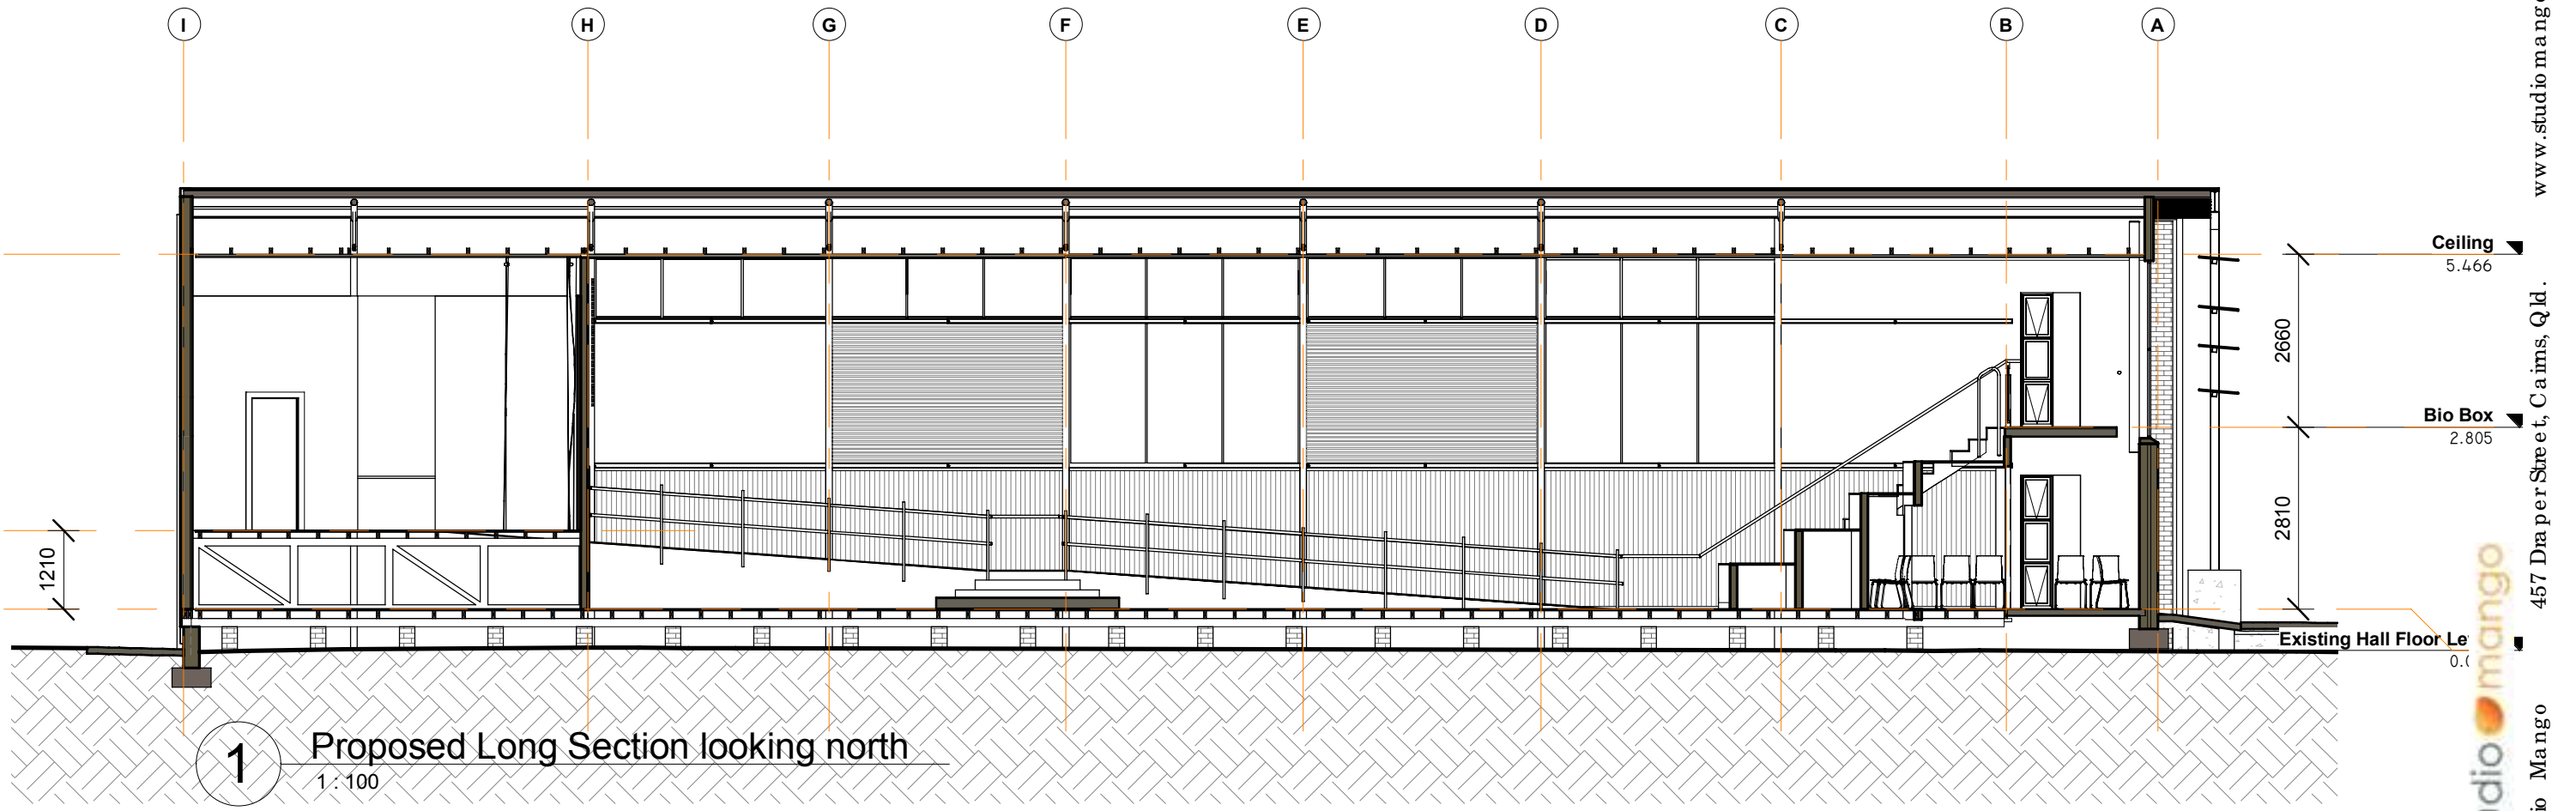 I H G F E D C B A
Ceiling
5.466
2660
Bio Box
2.805
2810
1210
Existing Hall Floor
1 Proposed Long Section looking north
1 : 100
www.studiomango
457 Draper Street, Cairns, Qld.
Mango
mango